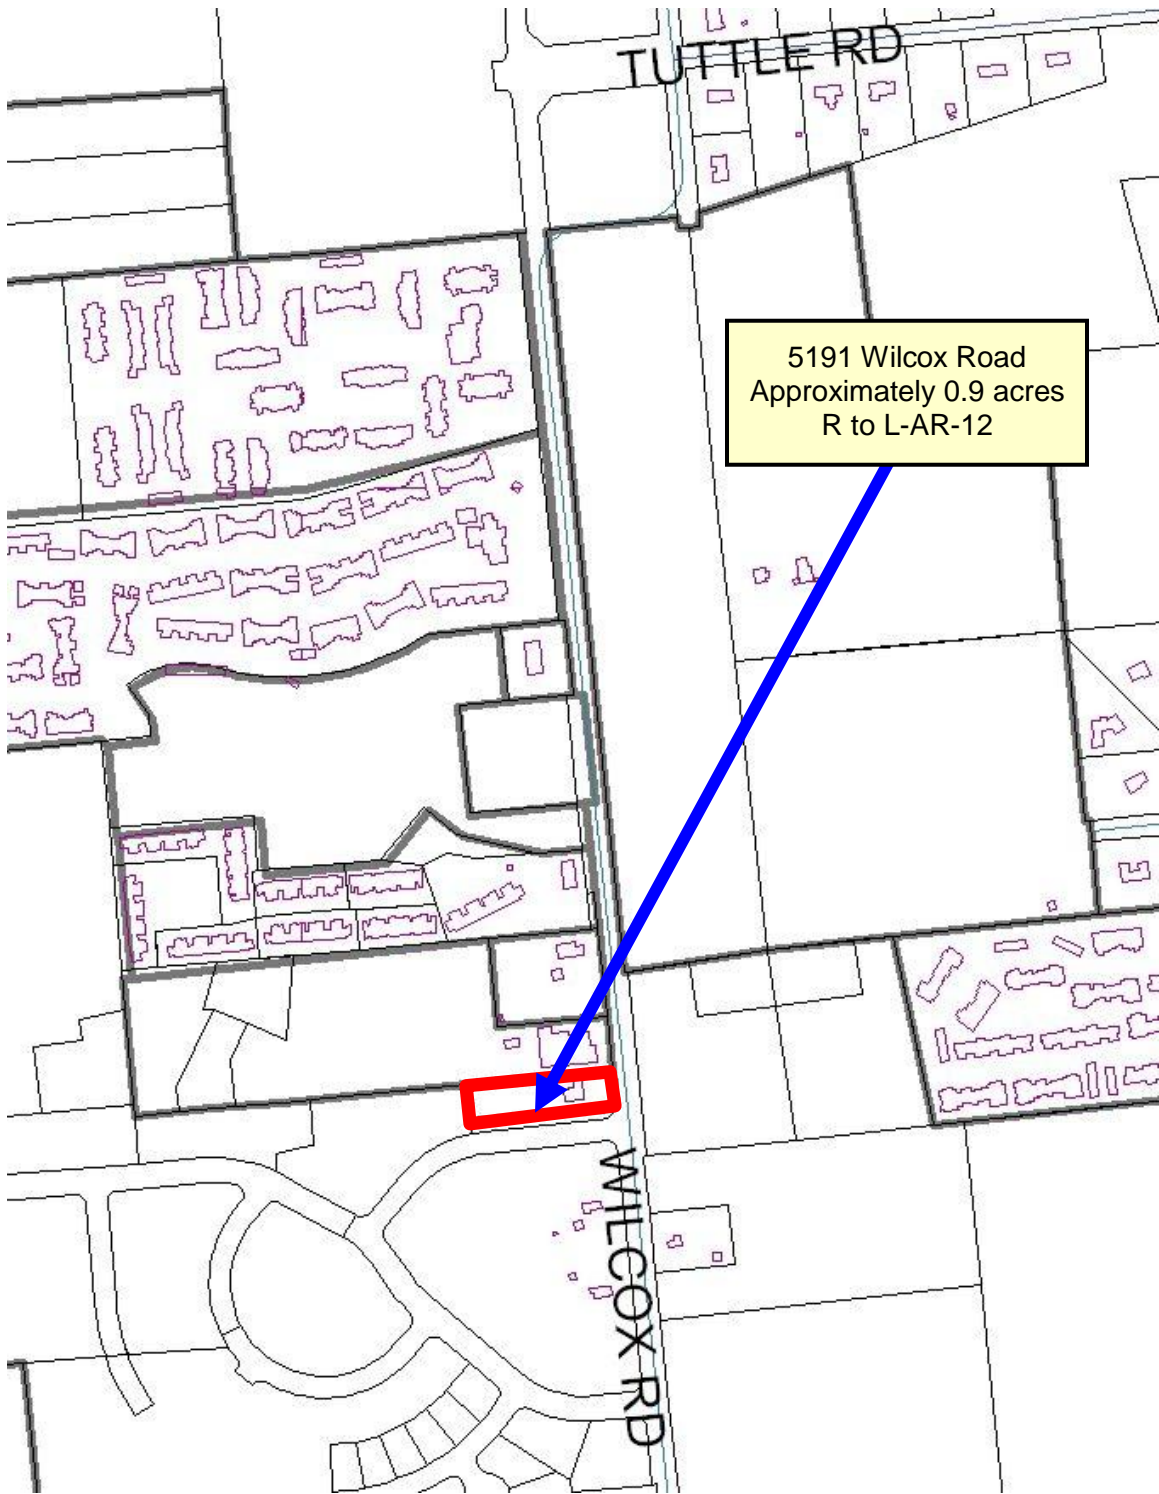 TUTTLE RD
5191 Wilcox Road
Approximately 0.9 acres
R to L-AR-12
WILCOX RD